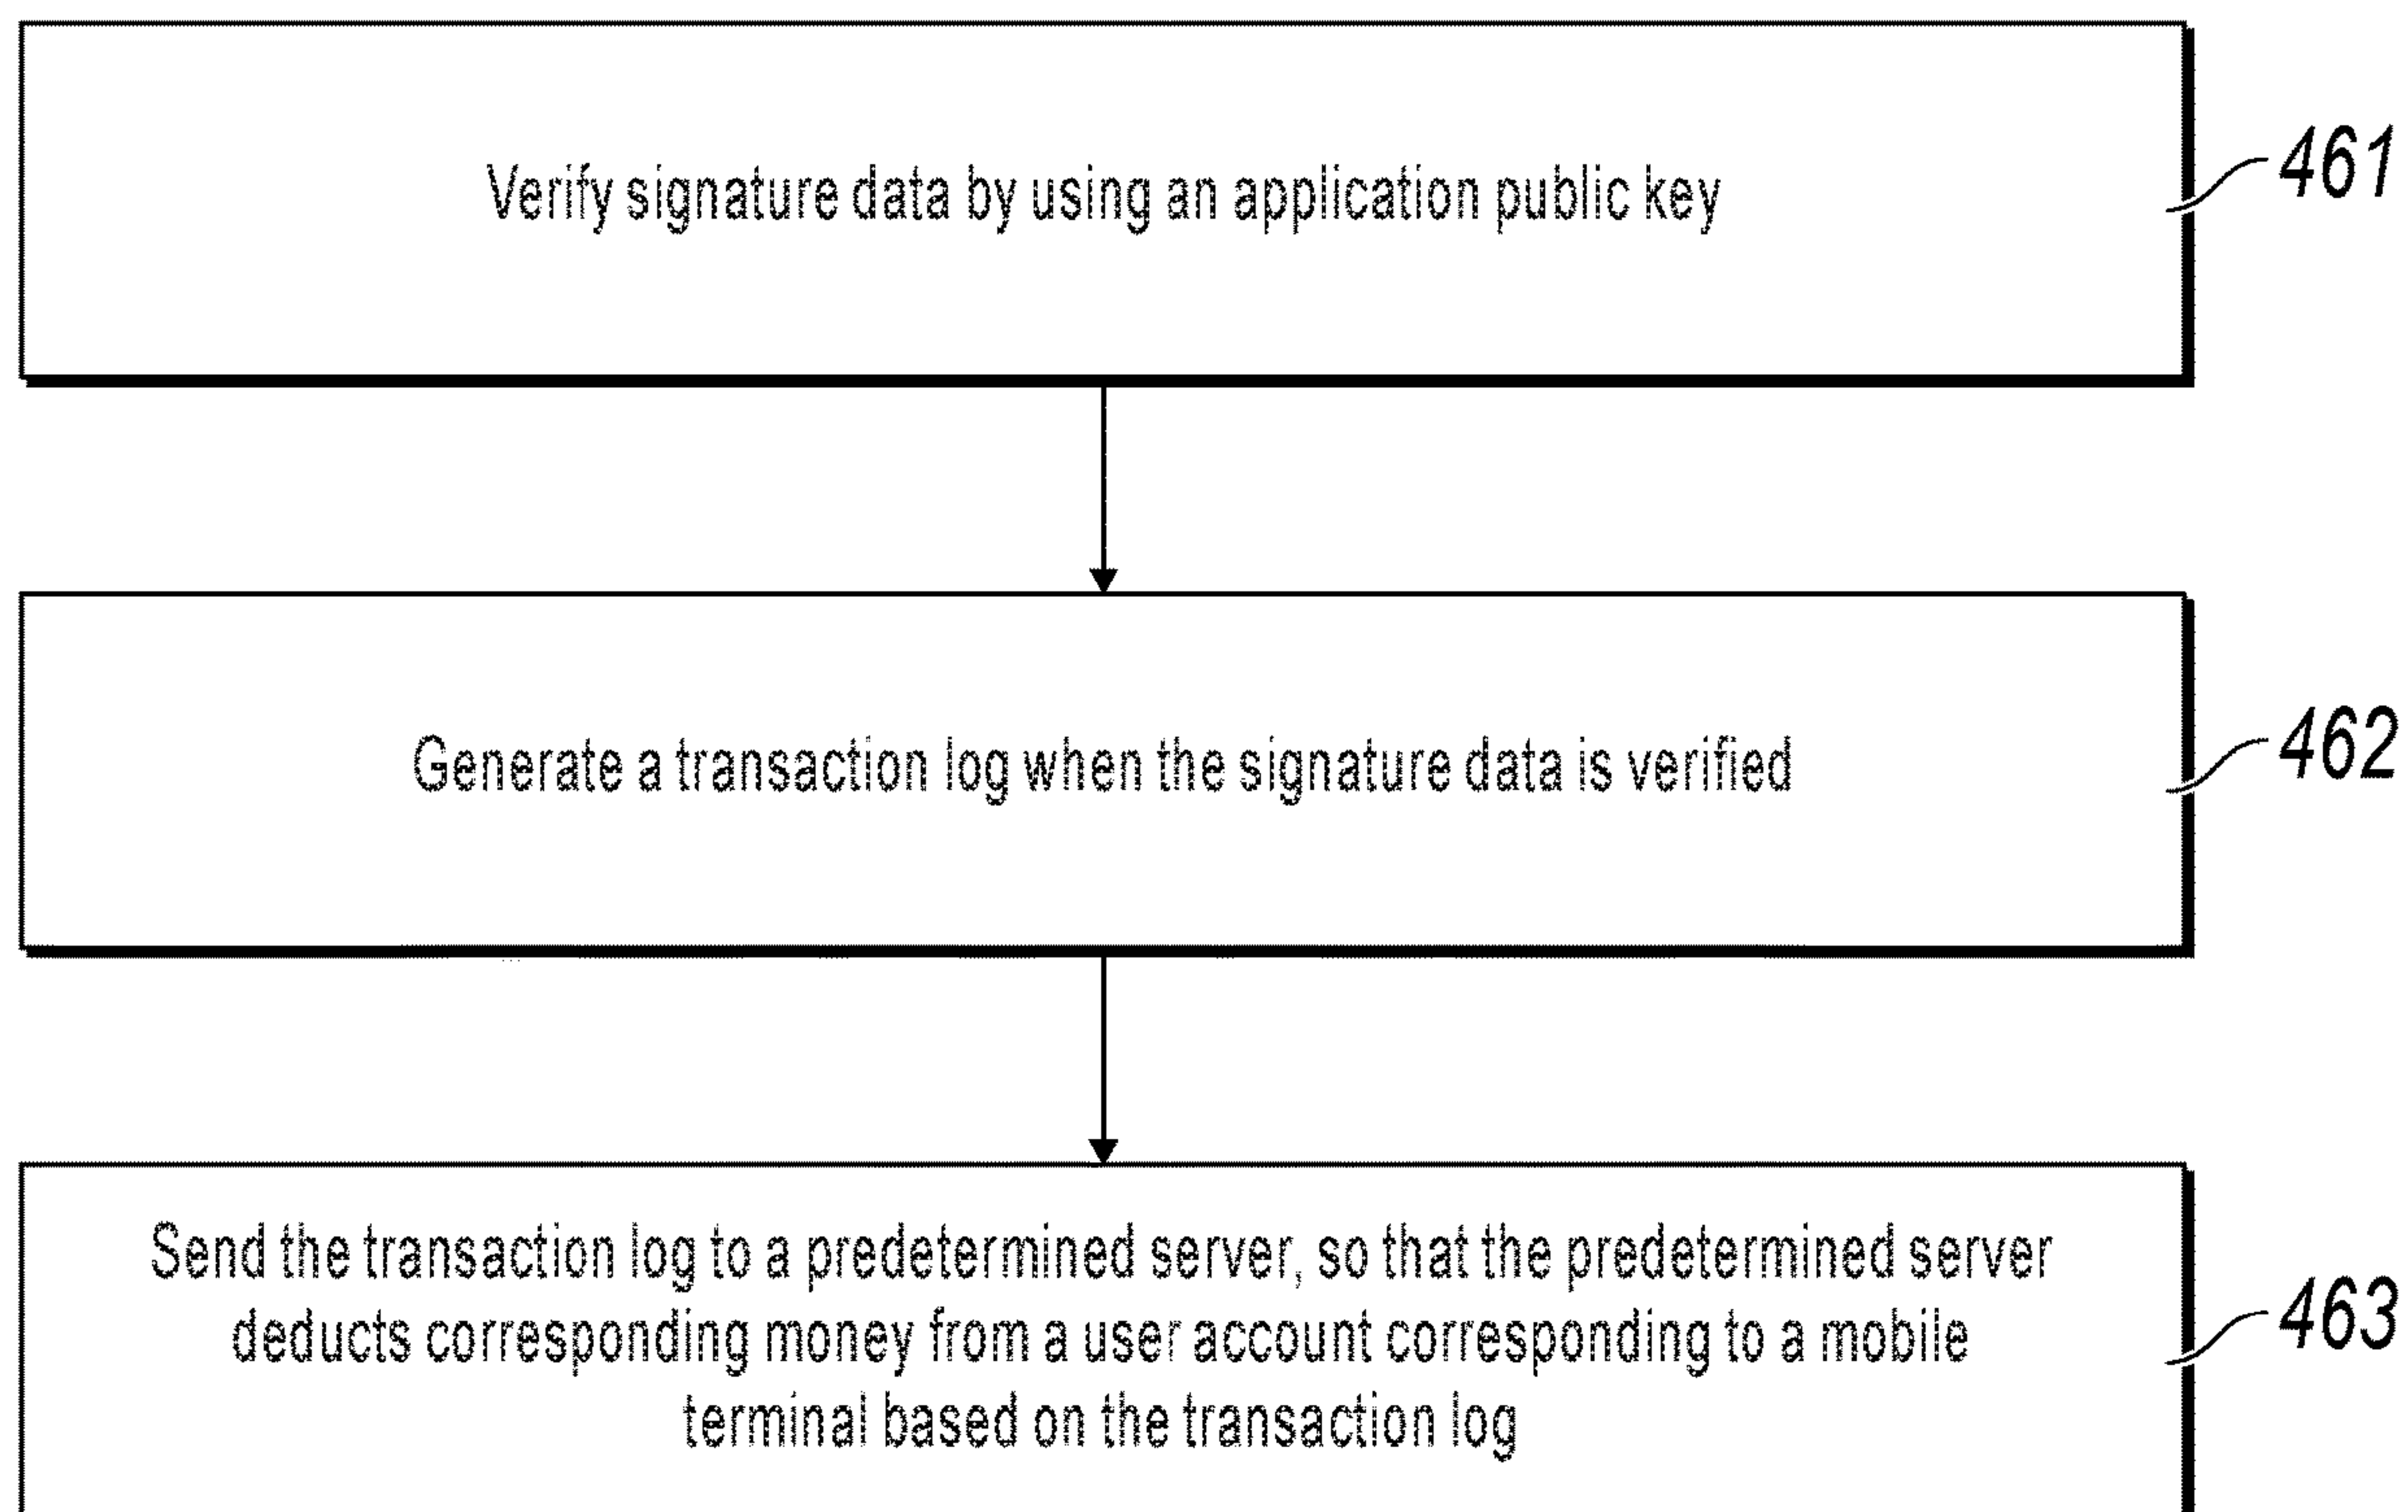 Verify signature data by using an application public key
461
Generate a transaction log when the signature data is verified
462
Send the transaction log to a predetermined server, so that the predetermined server
deducts corresponding money from a user account corresponding to a mobile
terminal based on the transaction log
463